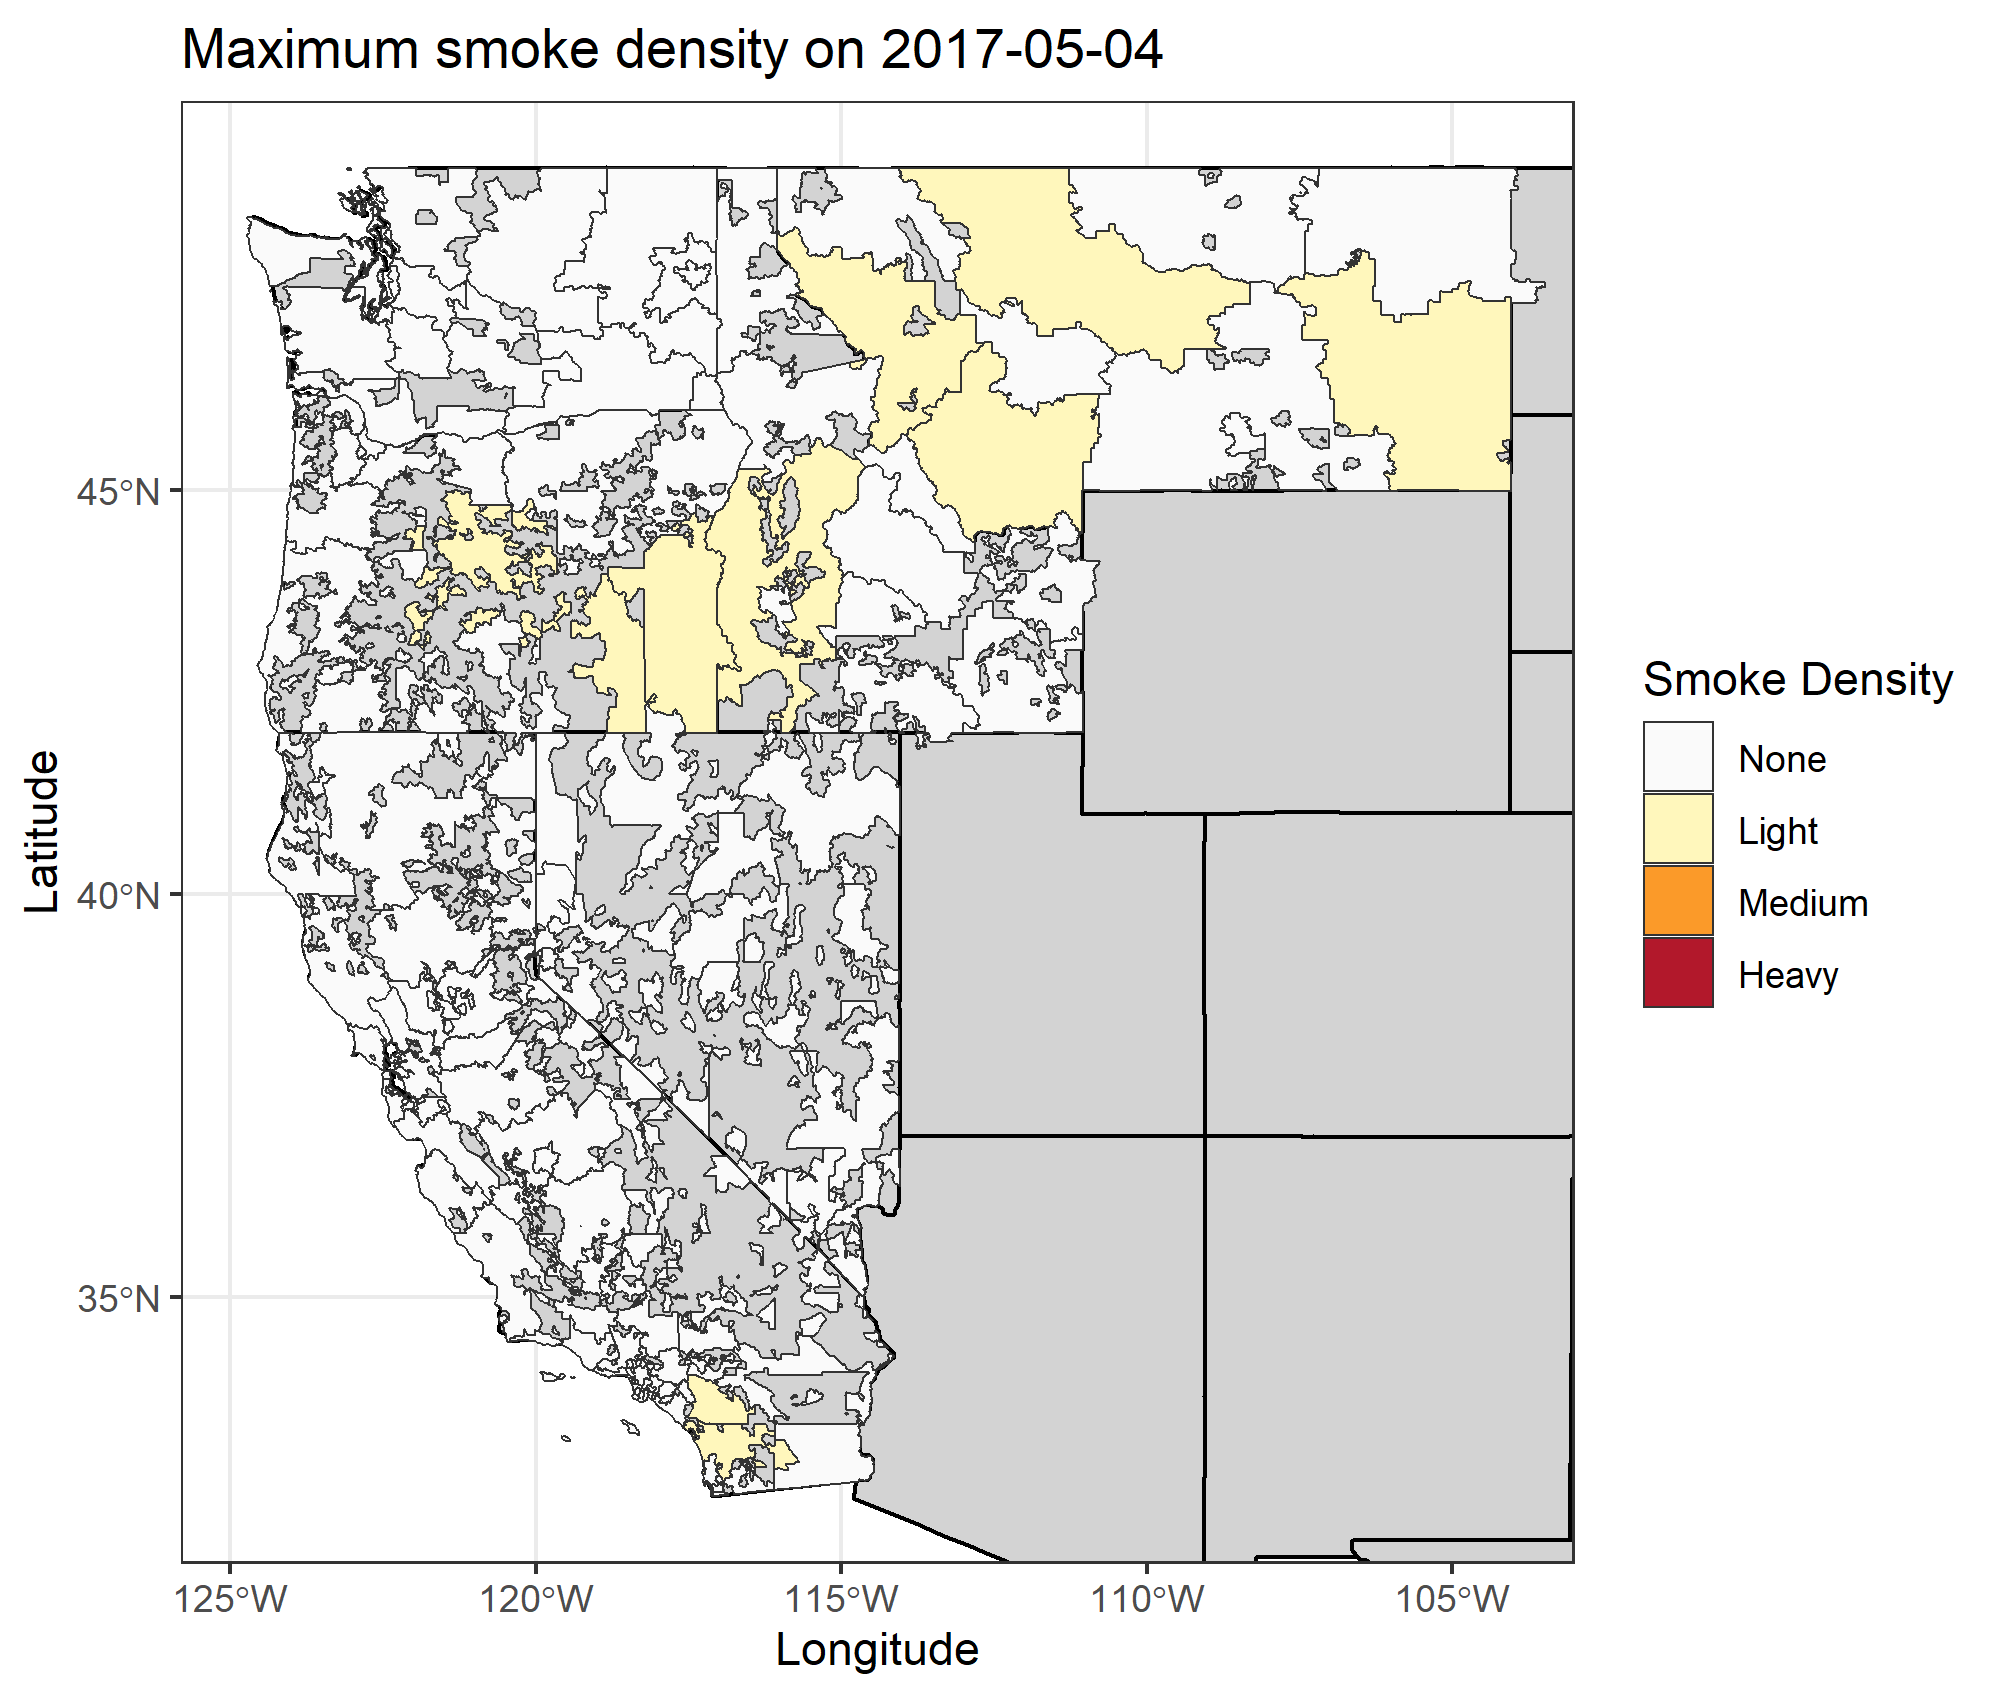 Maximum smoke density on 2017-05-04
Latitude
45°N
40°N
35°N
125°W
120°W
115°W
110°W
105°W
Longitude
Smoke Density
None
Light
Medium
Heavy